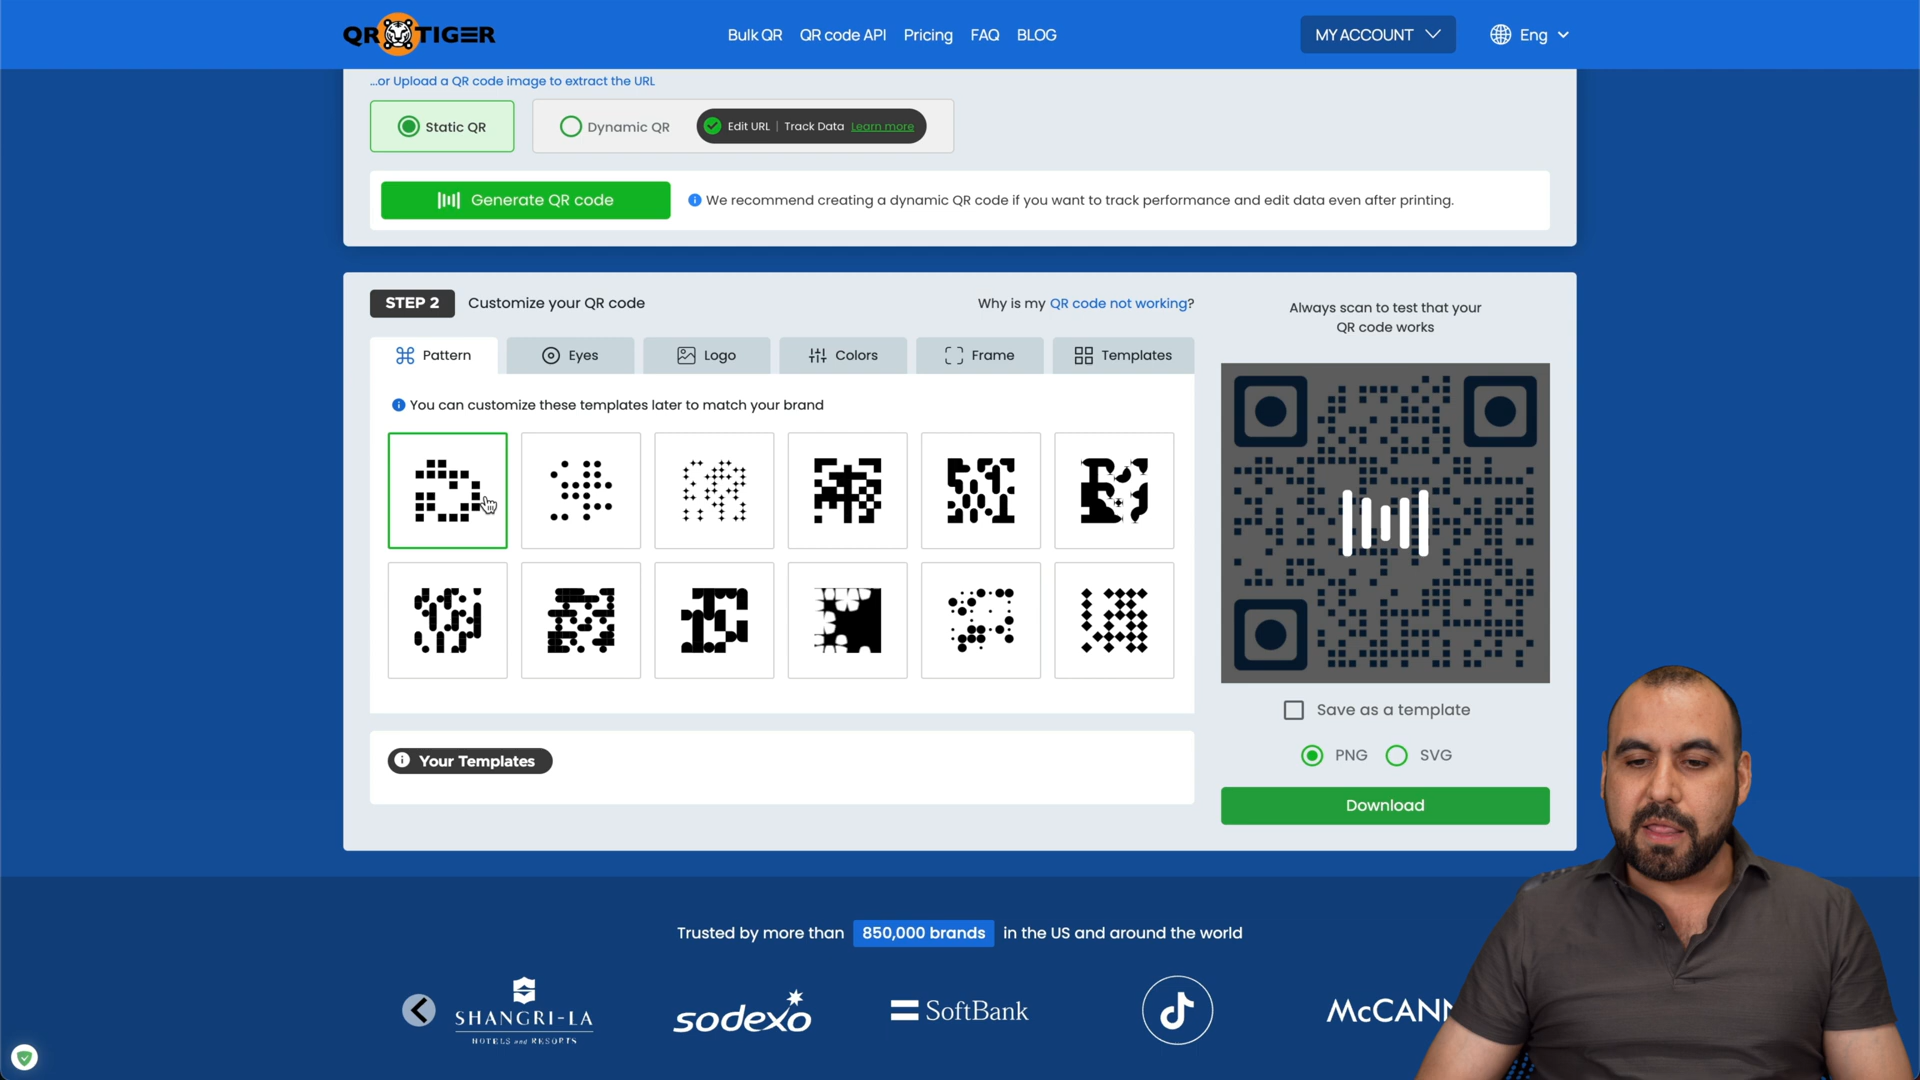 QR TIGER
Bulk QR QR code API Pricing FAQ BLOG
MY ACCOUNT
Eng
...or Upload a QR code image to extract the URL
Static QR
Dynamic QR
Edit URL | Track Data Learn more
Generate QR code
We recommend creating a dynamic QR code if you want to track performance and edit data even after printing.
STEP 2 Customize your QR code
Why is my QR code not working?
Pattern
Eyes
Logo
Colors
Frame
Templates
You can customize these templates later to match your brand
Your Templates
Always scan to test that your
QR code works
Save as a template
PNG SVG
Download
Trusted by more than 850,000 brands in the US and around the world
SHANGRI-LA
HOTELS and RESORTS
sodexo
SoftBank
McCANN